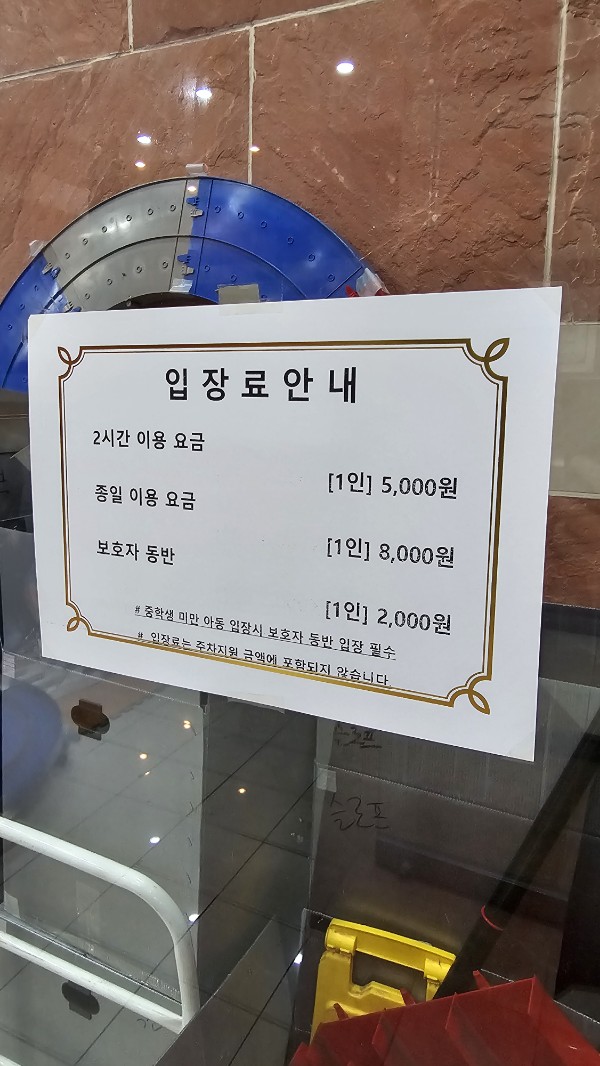 입장료안내
2시간 이용 요금
[1인] 5,000원
종일 이용 요금
[1인] 8,000원
보호자 동반
[1인] 2,000원
# 중학생 미만 아동 입장시 보호자 동반 입장 필수
# 입장료는 주차지원 금액에 포함되지 않습니다
슬로프